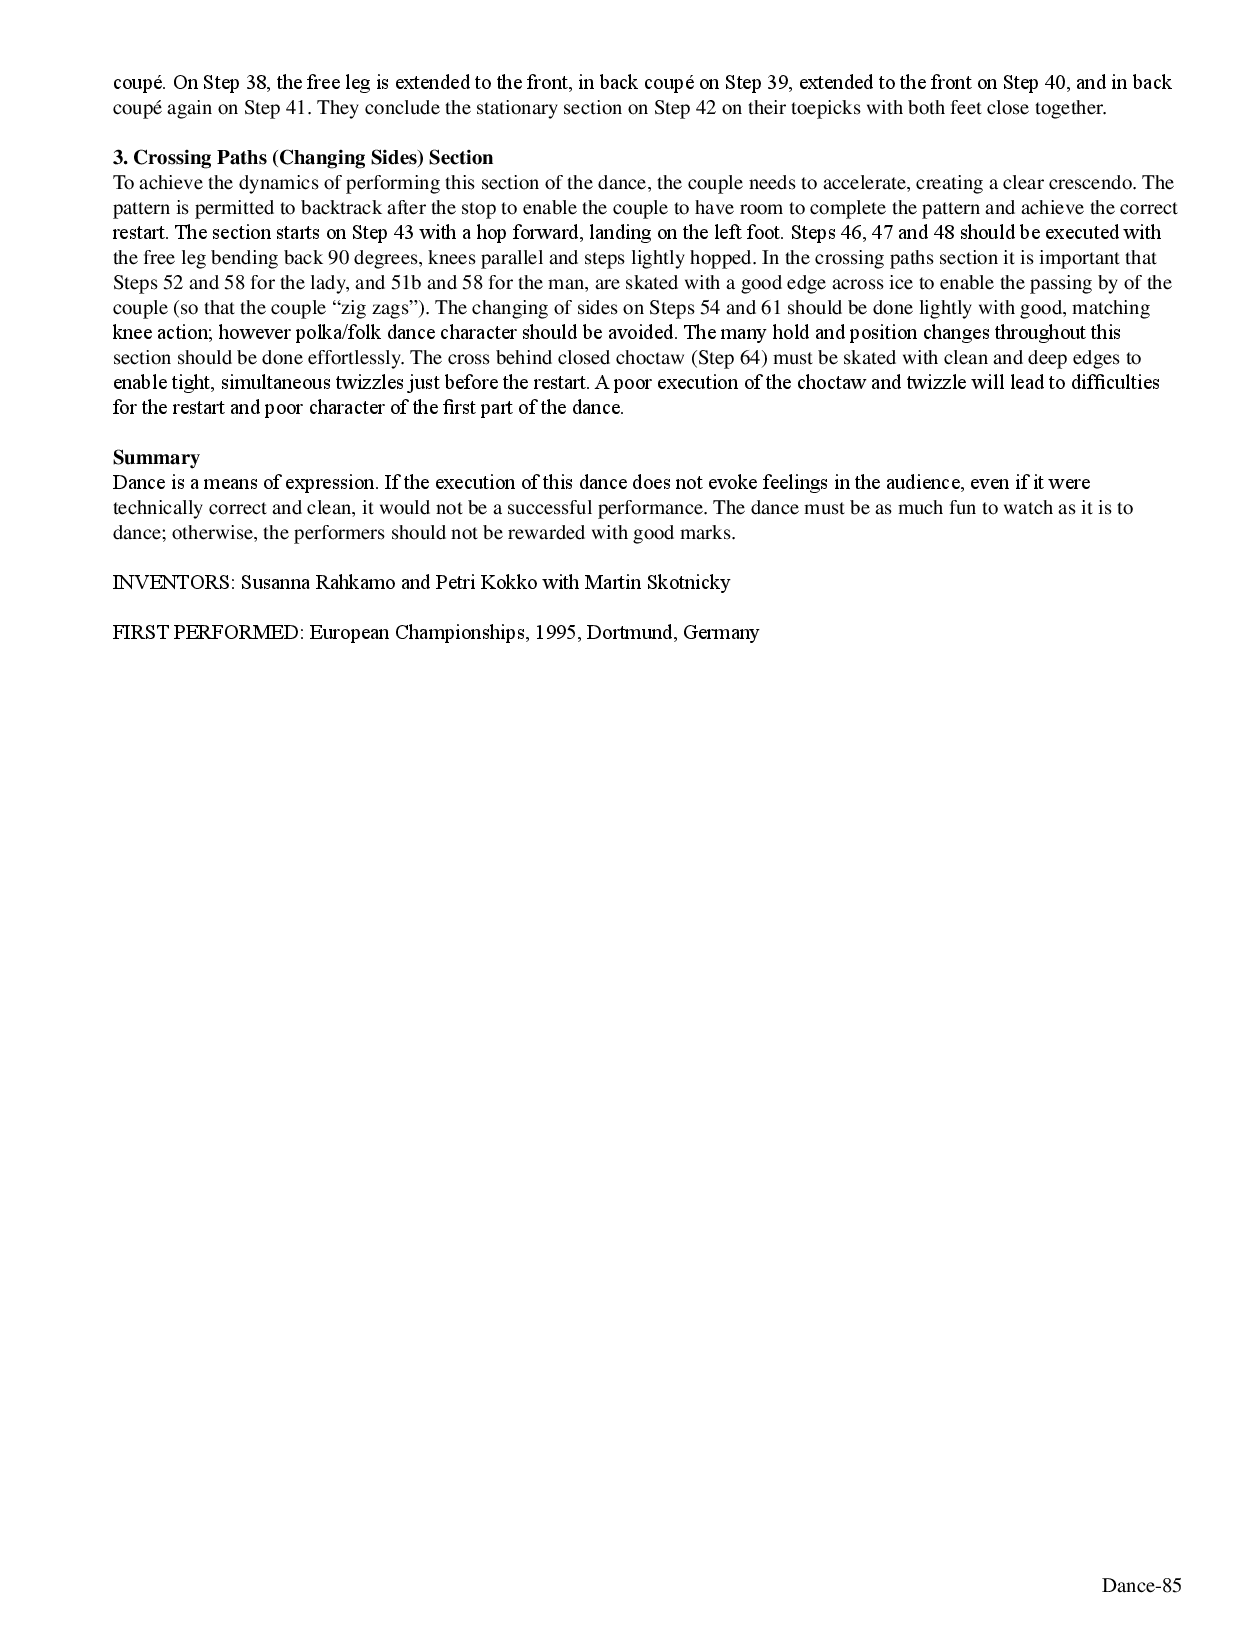 coupé. On Step 38, the free leg is extended to the front, in back coupé on Step 39, extended to the front on Step 40, and in back
coupé again on Step 41. They conclude the stationary section on Step 42 on their toepicks with both feet close together.
3. Crossing Paths (Changing Sides) Section
To achieve the dynamics of performing this section of the dance, the couple needs to accelerate, creating a clear crescendo. The
pattern is permitted to backtrack after the stop to enable the couple to have room to complete the pattern and achieve the correct
restart. The section starts on Step 43 with a hop forward, landing on the left foot. Steps 46, 47 and 48 should be executed with
the free leg bending back 90 degrees, knees parallel and steps lightly hopped. In the crossing paths section it is important that
Steps 52 and 58 for the lady, and 51b and 58 for the man, are skated with a good edge across ice to enable the passing by of the
couple (so that the couple “zig zags”). The changing of sides on Steps 54 and 61 should be done lightly with good, matching
knee action; however polka/folk dance character should be avoided. The many hold and position changes throughout this
section should be done effortlessly. The cross behind closed choctaw (Step 64) must be skated with clean and deep edges to
enable tight, simultaneous twizzles just before the restart. A poor execution of the choctaw and twizzle will lead to difficulties
for the restart and poor character of the first part of the dance.
Summary
Dance is a means of expression. If the execution of this dance does not evoke feelings in the audience, even if it were
technically correct and clean, it would not be a successful performance. The dance must be as much fun to watch as it is to
dance; otherwise, the performers should not be rewarded with good marks.
INVENTORS: Susanna Rahkamo and Petri Kokko with Martin Skotnicky
FIRST PERFORMED: European Championships, 1995, Dortmund, Germany
Dance-85